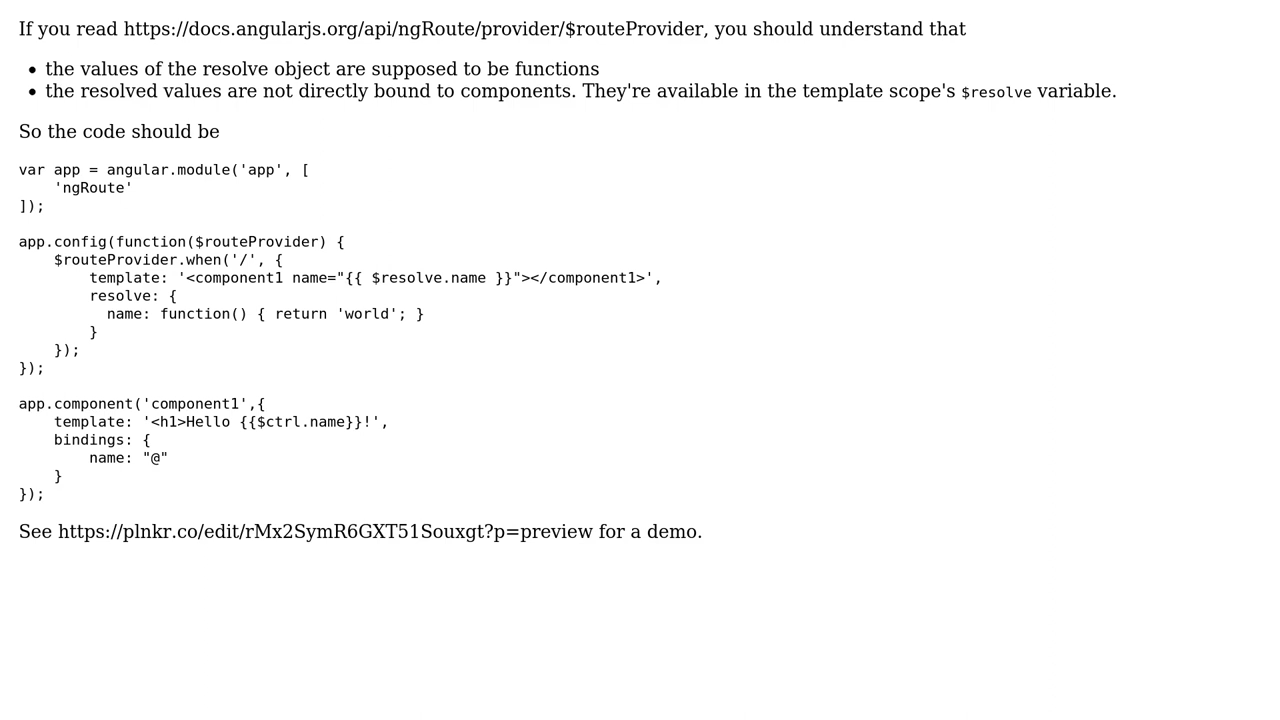 If you read https://docs.angularjs.org/api/ngRoute/provider/$routeProvider, you should understand that
• the values of the resolve object are supposed to be functions
• the resolved values are not directly bound to components. They're available in the template scope's $resolve variable.
So the code should be
var app = angular.module('app', [
    'ngRoute'
]);
app.config(function($routeProvider) {
    $routeProvider.when('/', {
        template: '<component1 name="{{ $resolve.name }}"></component1>',
        resolve: {
          name: function() { return 'world'; }
        }
    });
});
app.component('component1',{
    template: '<h1>Hello {{$ctrl.name}}!',
    bindings: {
        name: "@"
    }
});
See https://plnkr.co/edit/rMx2SymR6GXT51Souxgt?p=preview for a demo.